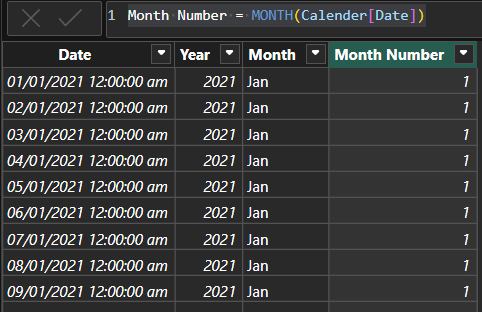 1 Month Number = MONTH(Calender[Date])
Date Year Month Month Number
01/01/2021 12:00:00 am 2021 Jan 1
02/01/2021 12:00:00 am 2021 Jan 1
03/01/2021 12:00:00 am 2021 Jan 1
04/01/2021 12:00:00 am 2021 Jan 1
05/01/2021 12:00:00 am 2021 Jan 1
06/01/2021 12:00:00 am 2021 Jan 1
07/01/2021 12:00:00 am 2021 Jan 1
08/01/2021 12:00:00 am 2021 Jan 1
09/01/2021 12:00:00 am 2021 Jan 1